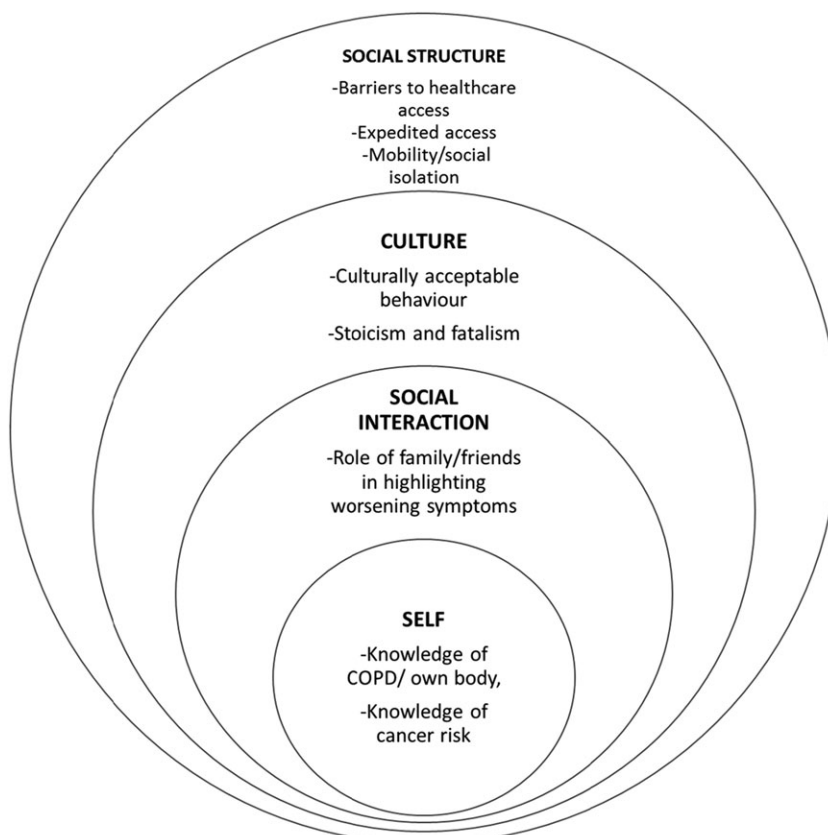 SOCIAL STRUCTURE
-Barriers to healthcare
access
-Expedited access
-Mobility/social
isolation
CULTURE
-Culturally acceptable
behaviour
-Stoicism and fatalism
SOCIAL
INTERACTION
-Role of family/friends
in highlighting
worsening symptoms
SELF
-Knowledge of
COPD/ own body,
-Knowledge of
cancer risk